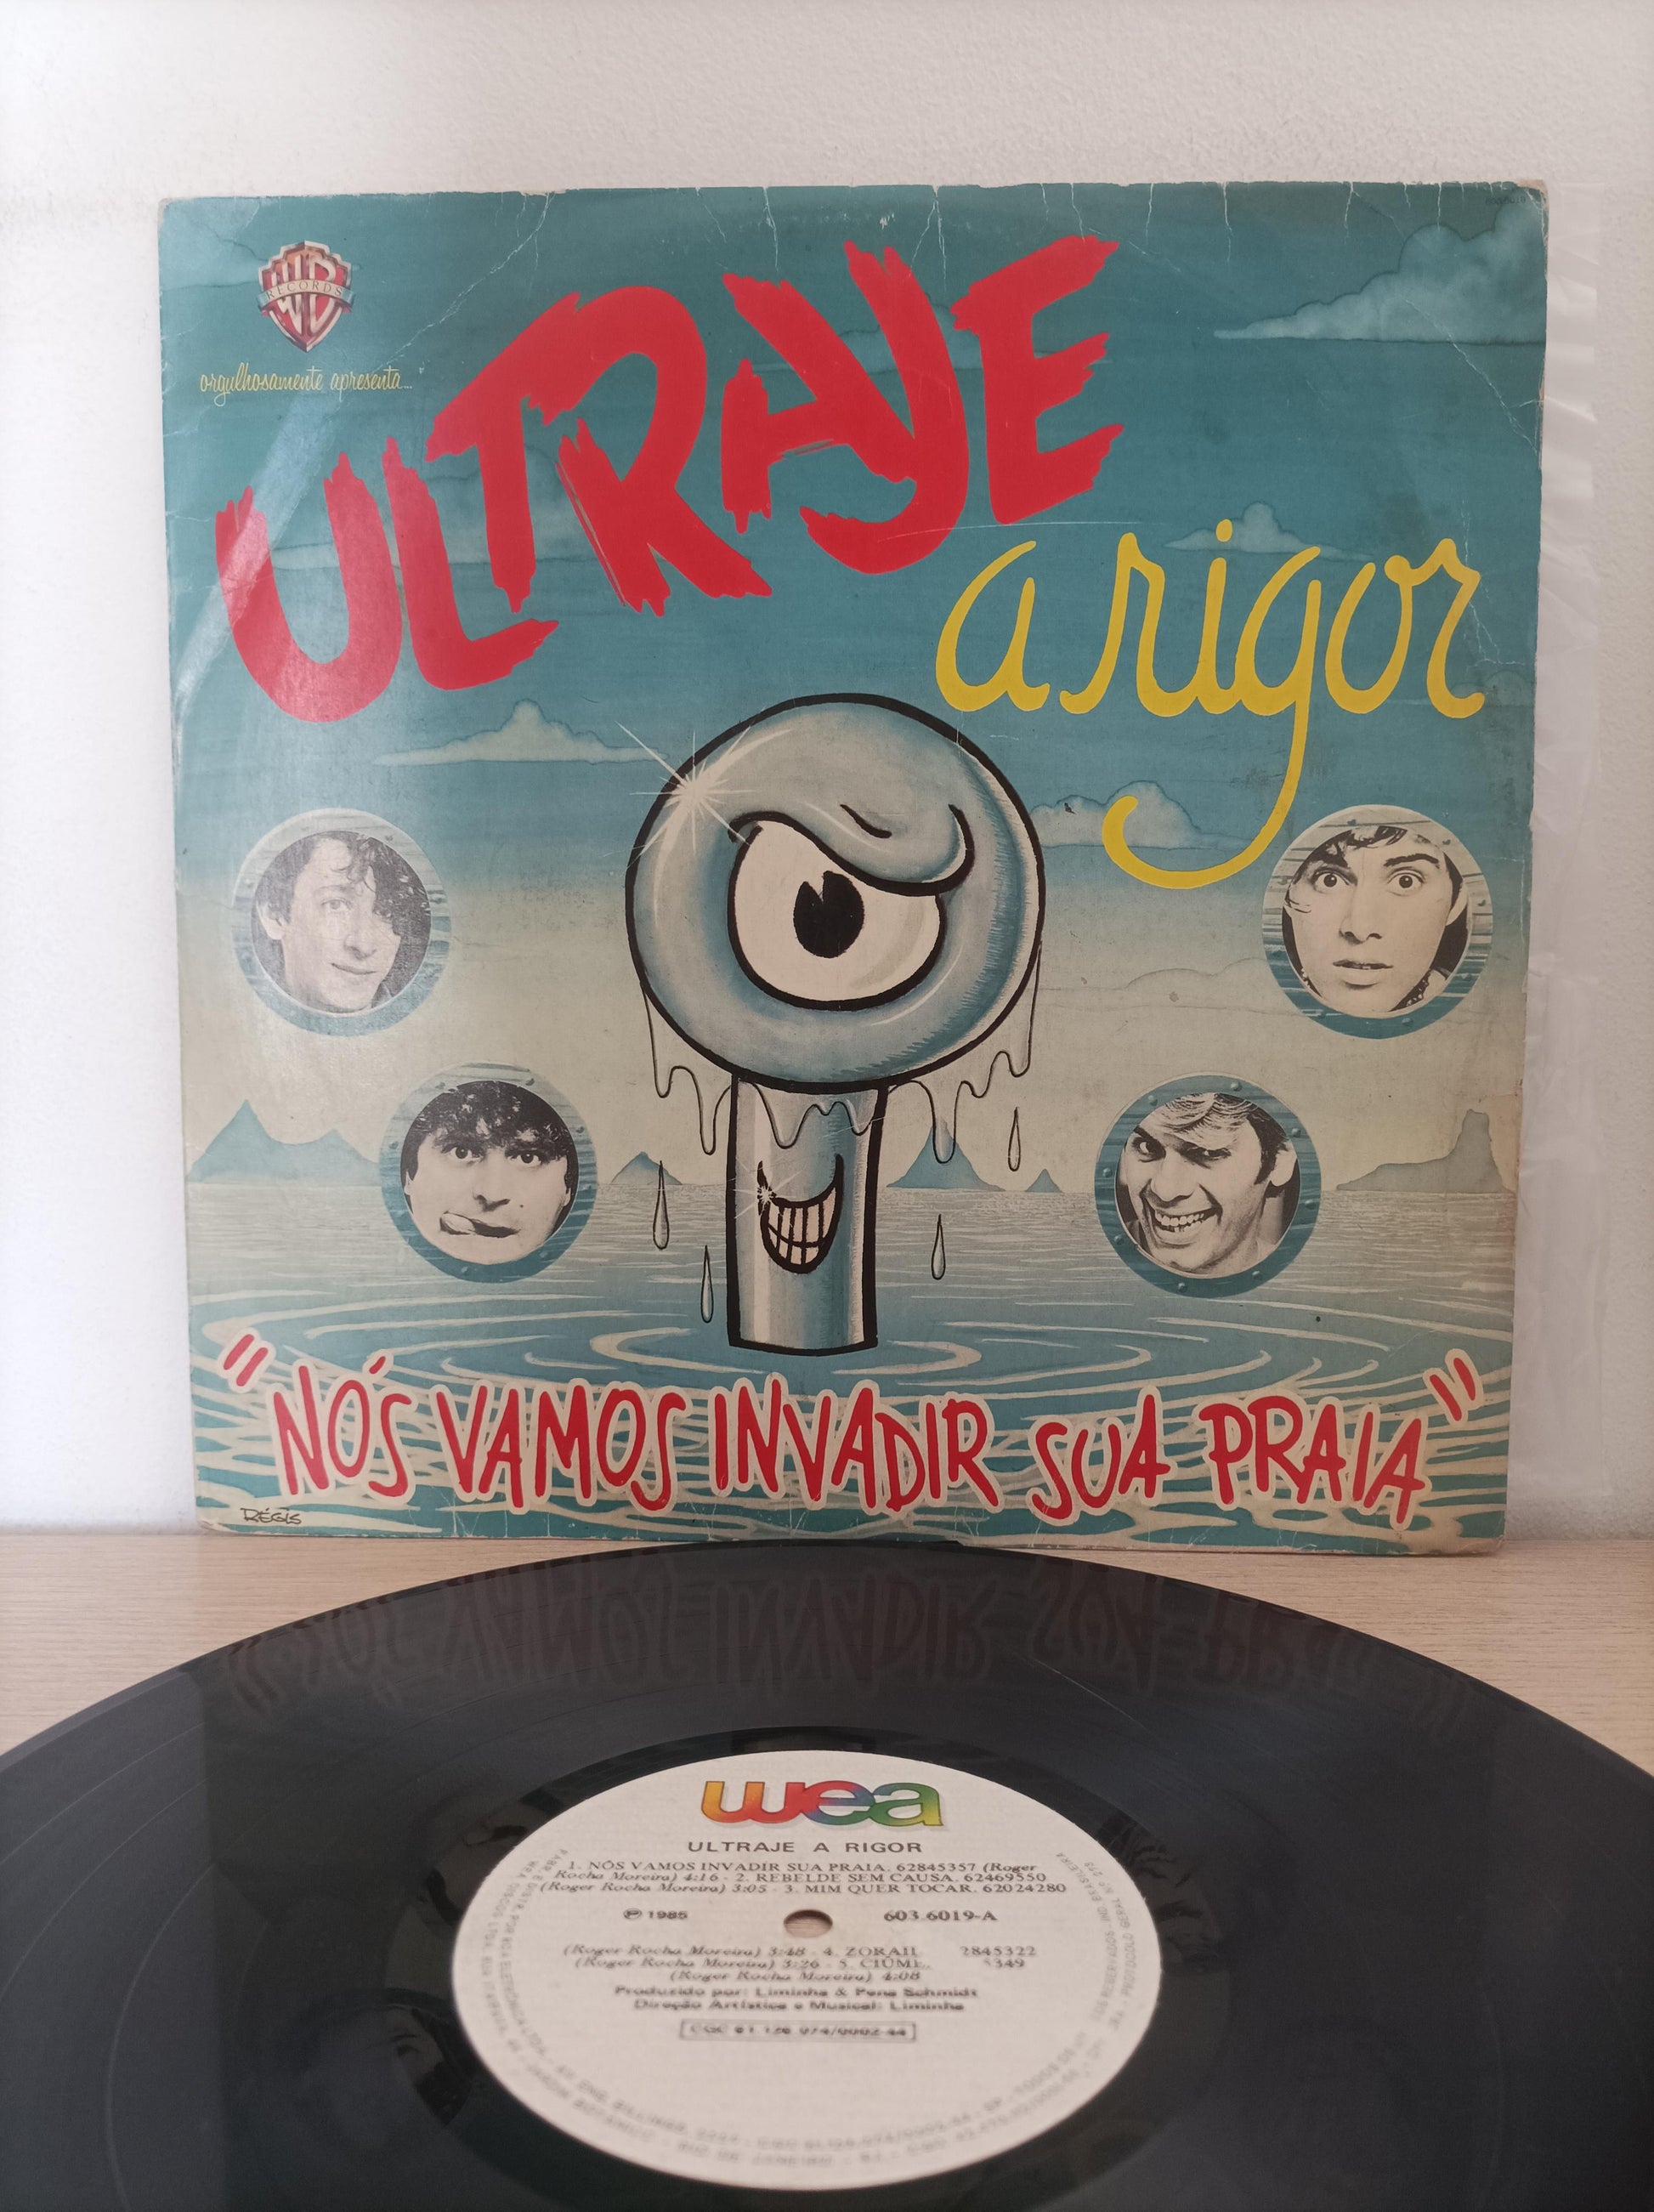 WB
RECORDS
orgulhosamente apresenta...
ULTRAJE
a rigor
"NÓS VAMOS INVADIR SUA PRAIA"
RÉGIS
wea
ULTRAJE A RIGOR
1. NÓS VAMOS INVADIR SUA PRAIA. 62845357 (Roger
Rocha Moreira) 4:16 - 2. REBELDE SEM CAUSA. 62469550
(Roger Rocha Moreira) 3:05 - 3. MIM QUER TOCAR. 62024280
℗ 1985 603.6019-A
(Roger Rocha Moreira) 3:48 - 4. ZORAIL 2845322
(Roger Rocha Moreira) 3:26 - 5. CIÚME. 5349
(Roger Rocha Moreira) 4:08
Produzido por: Liminha & Pena Schmidt
Direção Artística e Musical: Liminha